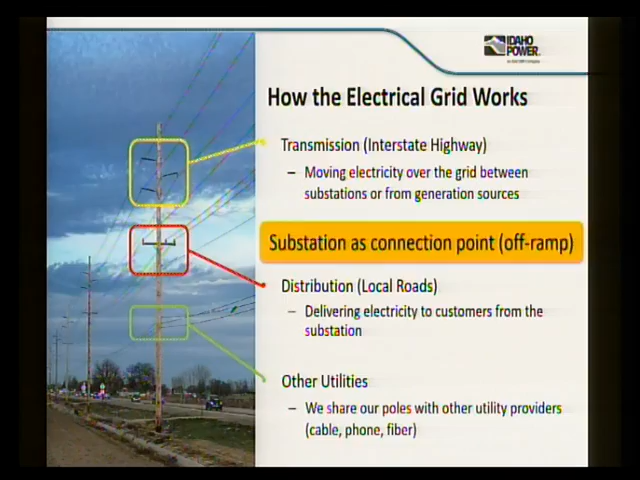 IDAHO
POWER.
How the Electrical Grid Works
Transmission (Interstate Highway)
– Moving electricity over the grid between
substations or from generation sources
Substation as connection point (off-ramp)
Distribution (Local Roads)
– Delivering electricity to customers from the
substation
Other Utilities
– We share our poles with other utility providers
(cable, phone, fiber)